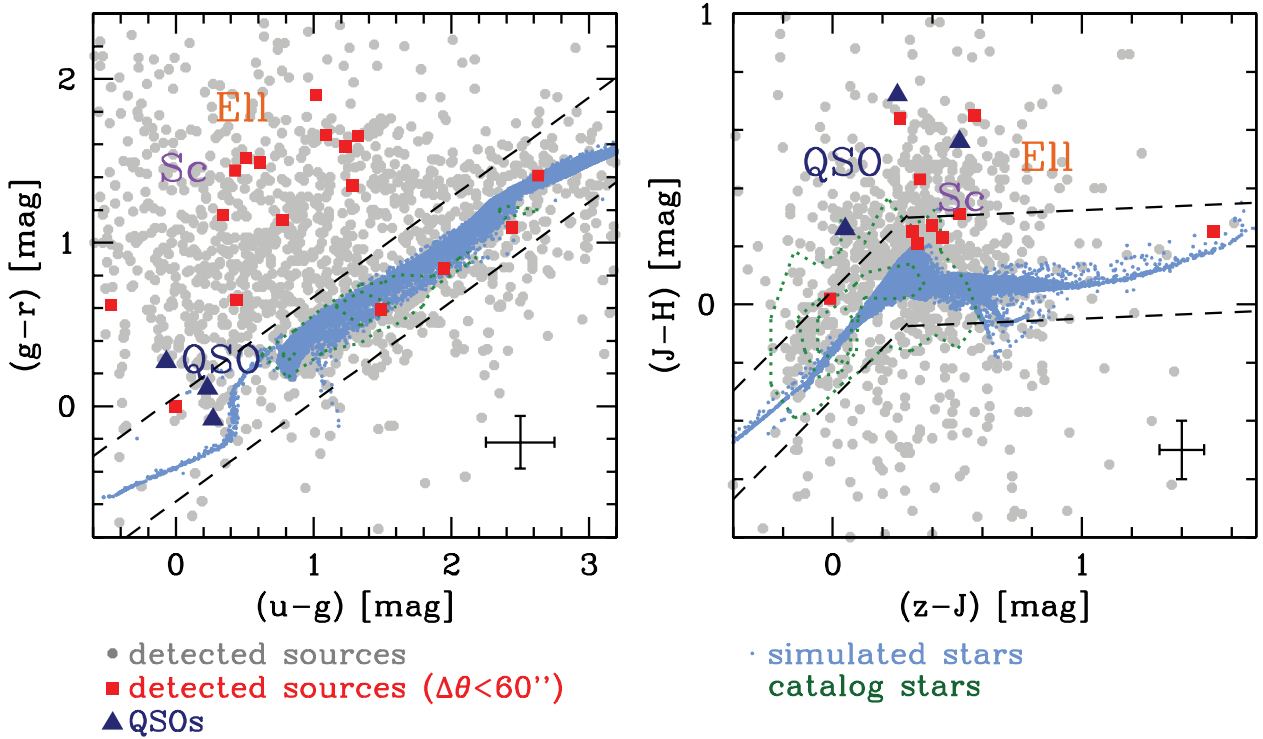 2
1
0
(g−r) [mag]
Ell
Sc
QSO
0
1
2
3
(u−g) [mag]
1
0
(J−H) [mag]
QSO
Ell
Sc
0
1
(z−J) [mag]
detected sources
detected sources (Δθ<60’’)
QSOs
simulated stars
catalog stars